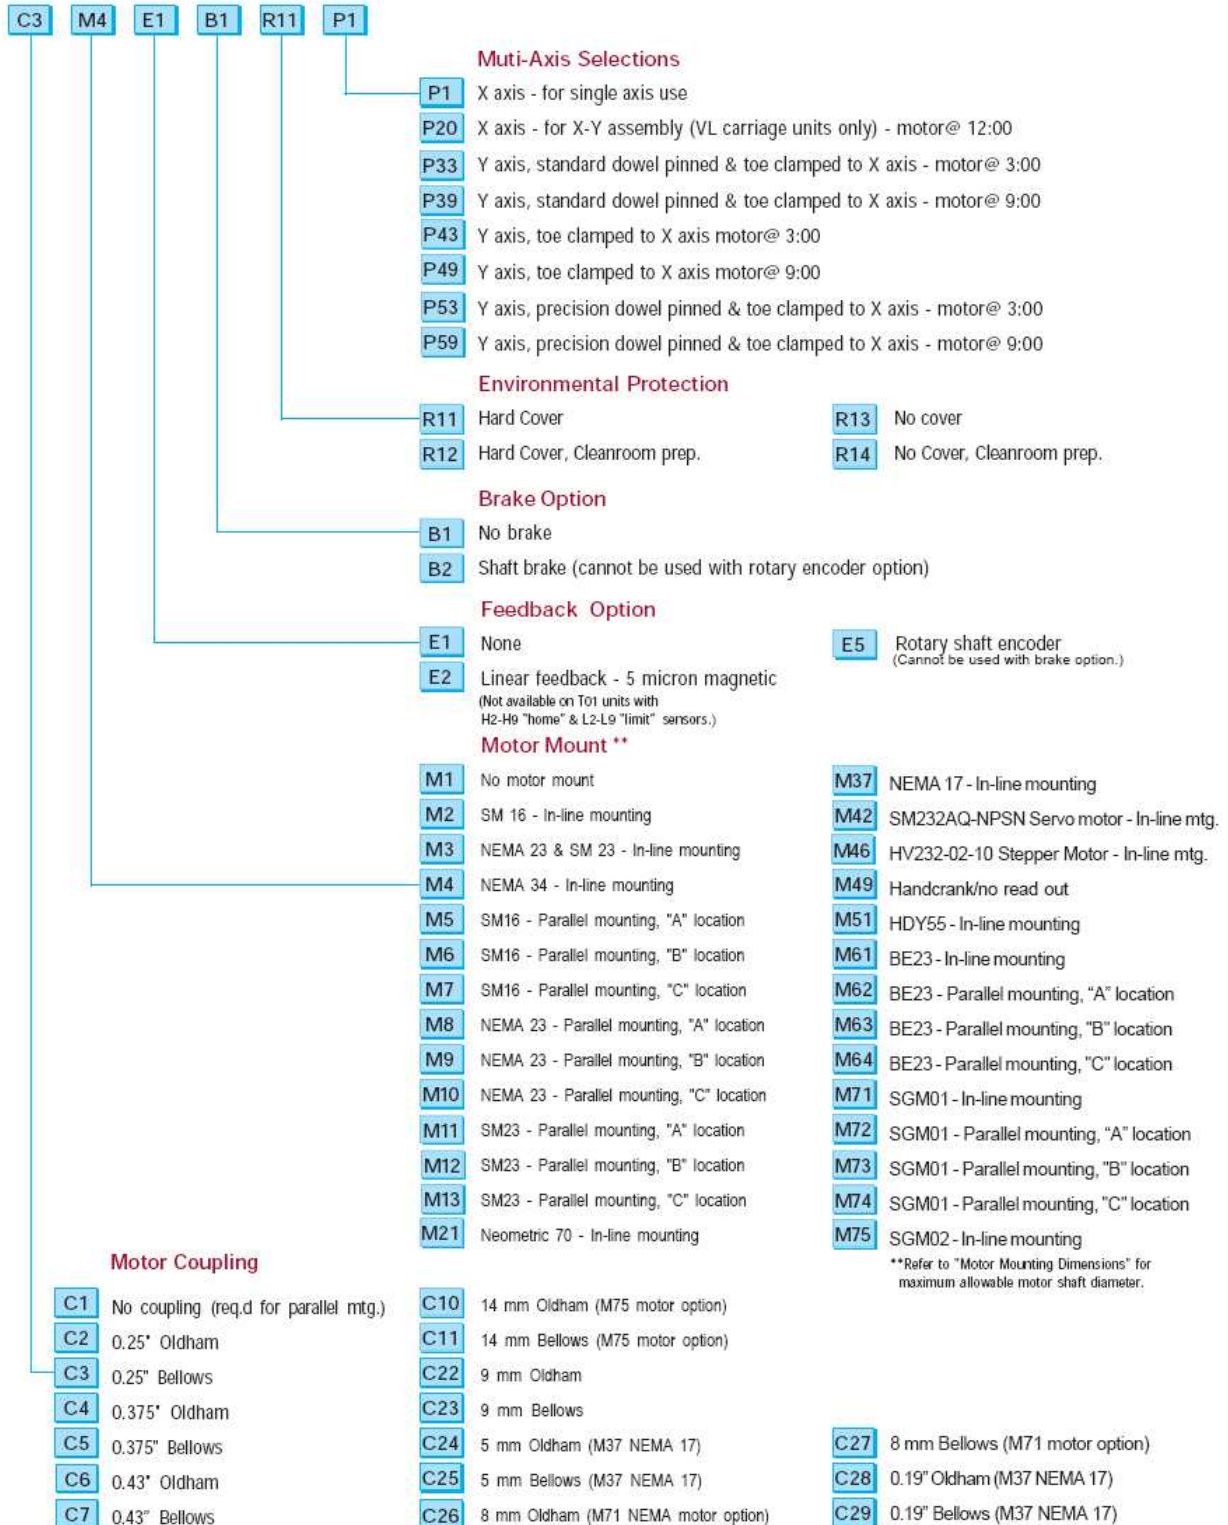 C3 M4 E1 B1 R11 P1
Muti-Axis Selections
P1 X axis - for single axis use
P20 X axis - for X-Y assembly (VL carriage units only) - motor@ 12:00
P33 Y axis, standard dowel pinned & toe clamped to X axis - motor@ 3:00
P39 Y axis, standard dowel pinned & toe clamped to X axis - motor@ 9:00
P43 Y axis, toe clamped to X axis motor@ 3:00
P49 Y axis, toe clamped to X axis motor@ 9:00
P53 Y axis, precision dowel pinned & toe clamped to X axis - motor@ 3:00
P59 Y axis, precision dowel pinned & toe clamped to X axis - motor@ 9:00
Environmental Protection
R11 Hard Cover
R12 Hard Cover, Cleanroom prep.
R13 No cover
R14 No Cover, Cleanroom prep.
Brake Option
B1 No brake
B2 Shaft brake (cannot be used with rotary encoder option)
Feedback Option
E1 None
E2 Linear feedback - 5 micron magnetic
(Not available on T01 units with
H2-H9 "home" & L2-L9 "limit" sensors.)
E5 Rotary shaft encoder
(Cannot be used with brake option.)
Motor Mount **
M1 No motor mount
M2 SM 16 - In-line mounting
M3 NEMA 23 & SM 23 - In-line mounting
M4 NEMA 34 - In-line mounting
M5 SM16 - Parallel mounting, "A" location
M6 SM16 - Parallel mounting, "B" location
M7 SM16 - Parallel mounting, "C" location
M8 NEMA 23 - Parallel mounting, "A" location
M9 NEMA 23 - Parallel mounting, "B" location
M10 NEMA 23 - Parallel mounting, "C" location
M11 SM23 - Parallel mounting, "A" location
M12 SM23 - Parallel mounting, "B" location
M13 SM23 - Parallel mounting, "C" location
M21 Neometric 70 - In-line mounting
M37 NEMA 17 - In-line mounting
M42 SM232AQ-NPSN Servo motor - In-line mtg.
M46 HV232-02-10 Stepper Motor - In-line mtg.
M49 Handcrank/no read out
M51 HDY55 - In-line mounting
M61 BE23 - In-line mounting
M62 BE23 - Parallel mounting, “A” location
M63 BE23 - Parallel mounting, "B" location
M64 BE23 - Parallel mounting, "C" location
M71 SGM01 - In-line mounting
M72 SGM01 - Parallel mounting, “A” location
M73 SGM01 - Parallel mounting, "B" location
M74 SGM01 - Parallel mounting, "C" location
M75 SGM02 - In-line mounting
**Refer to "Motor Mounting Dimensions" for
maximum allowable motor shaft diameter.
Motor Coupling
C1 No coupling (req.d for parallel mtg.)
C2 0.25" Oldham
C3 0.25" Bellows
C4 0.375" Oldham
C5 0.375" Bellows
C6 0.43" Oldham
C7 0.43" Bellows
C10 14 mm Oldham (M75 motor option)
C11 14 mm Bellows (M75 motor option)
C22 9 mm Oldham
C23 9 mm Bellows
C24 5 mm Oldham (M37 NEMA 17)
C25 5 mm Bellows (M37 NEMA 17)
C26 8 mm Oldham (M71 NEMA motor option)
C27 8 mm Bellows (M71 motor option)
C28 0.19" Oldham (M37 NEMA 17)
C29 0.19" Bellows (M37 NEMA 17)